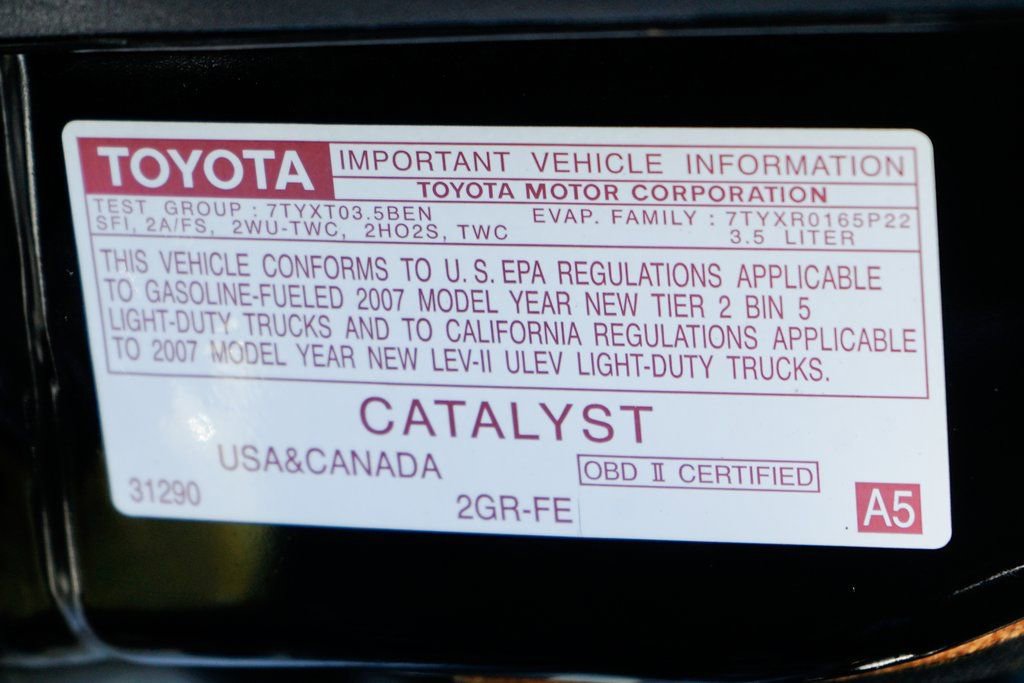 TOYOTA IMPORTANT VEHICLE INFORMATION
TOYOTA MOTOR CORPORATION
TEST GROUP : 7TYXT03.5BEN EVAP. FAMILY : 7TYXR0165P22
SFI, 2A/FS, 2WU-TWC, 2HO2S, TWC 3.5 LITER
THIS VEHICLE CONFORMS TO U.S. EPA REGULATIONS APPLICABLE
TO GASOLINE-FUELED 2007 MODEL YEAR NEW TIER 2 BIN 5
LIGHT-DUTY TRUCKS AND TO CALIFORNIA REGULATIONS APPLICABLE
TO 2007 MODEL YEAR NEW LEV-II ULEV LIGHT-DUTY TRUCKS.
CATALYST
USA&CANADA OBD II CERTIFIED
31290 2GR-FE A5